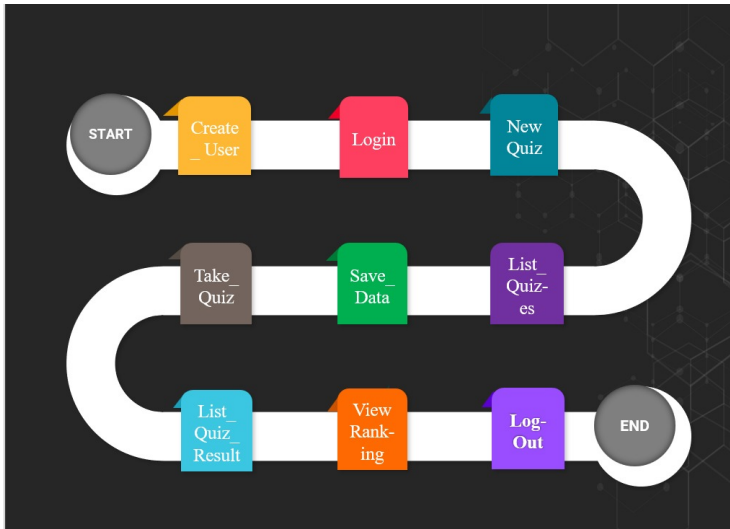 START
Create
_ User
Login
New
Quiz
List_
Quiz-
es
Save_
Data
Take_
Quiz
List_
Quiz_
Result
View
Rank-
ing
Log-
Out
END